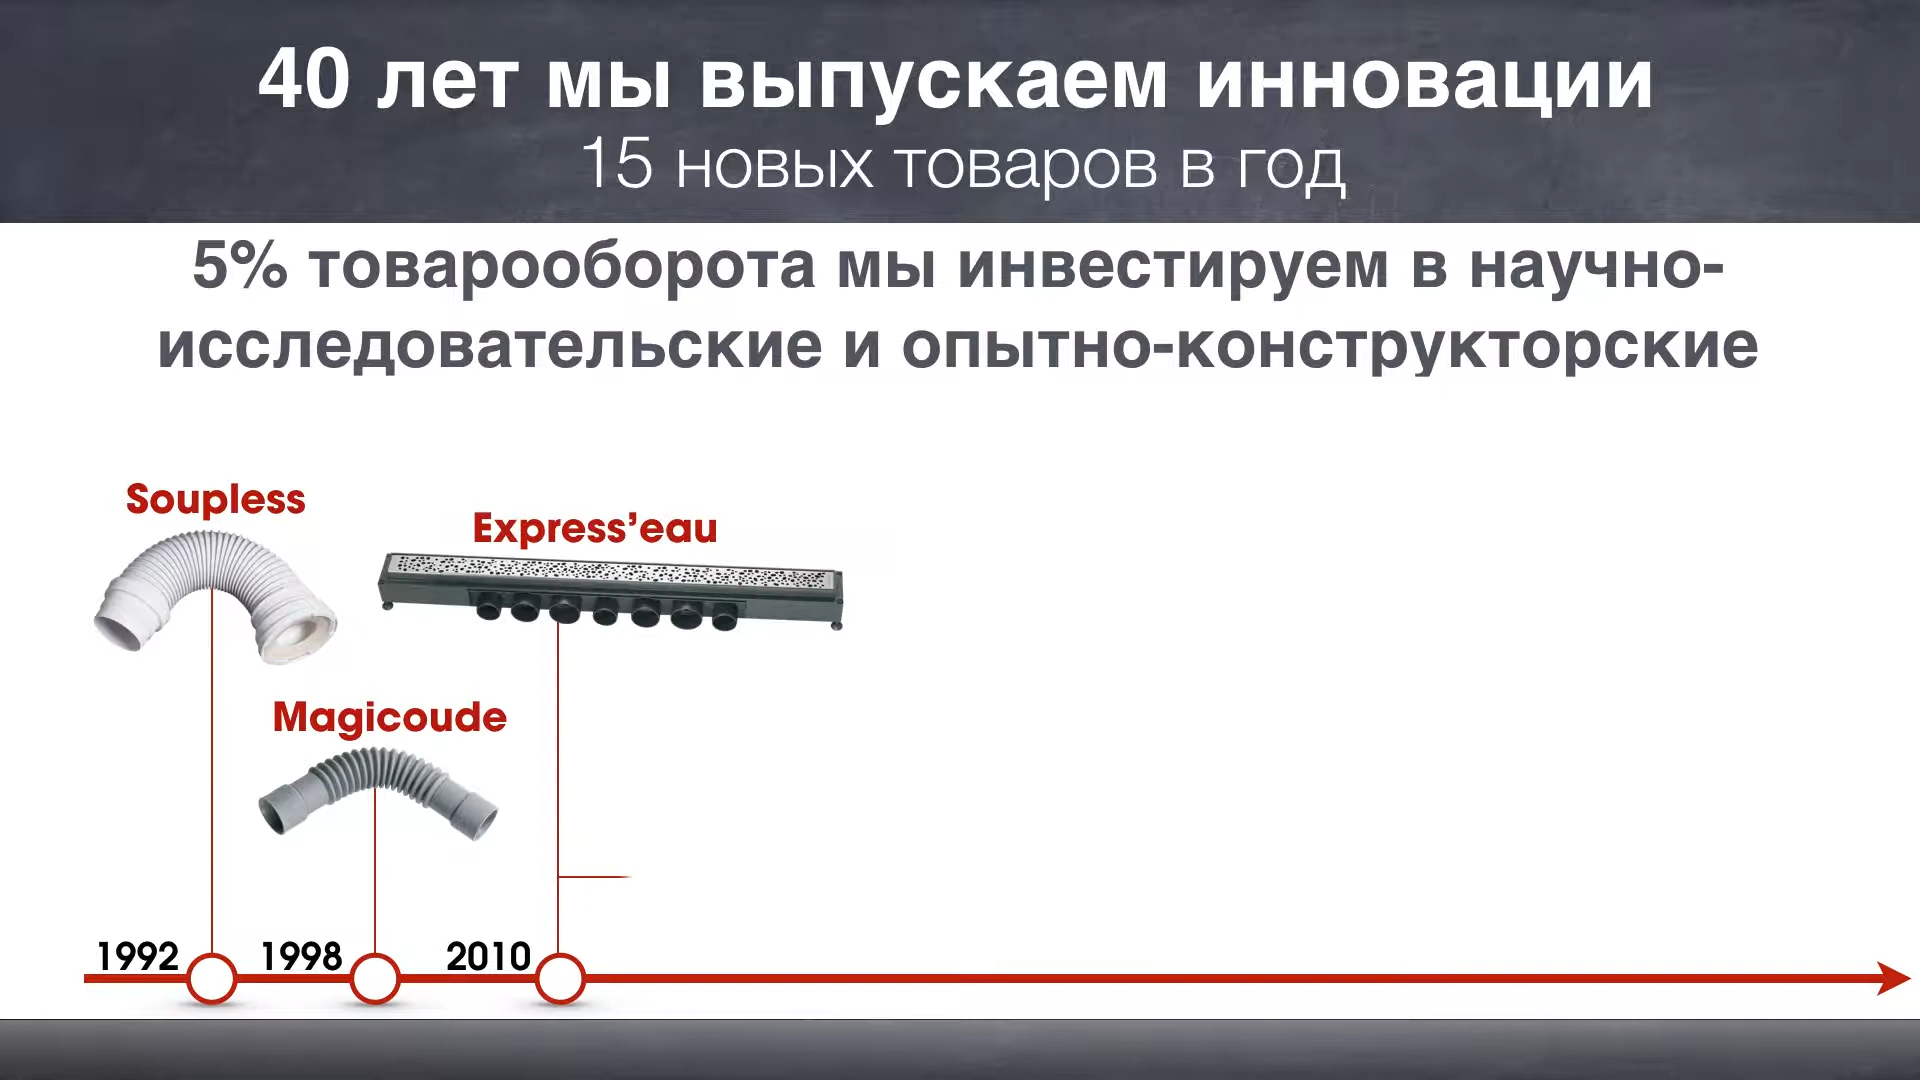 40 лет мы выпускаем инновации
15 новых товаров в год
5% товарооборота мы инвестируем в научно-
исследовательские и опытно-конструкторские
Soupless
Express’eau
Magicoude
1992
1998
2010